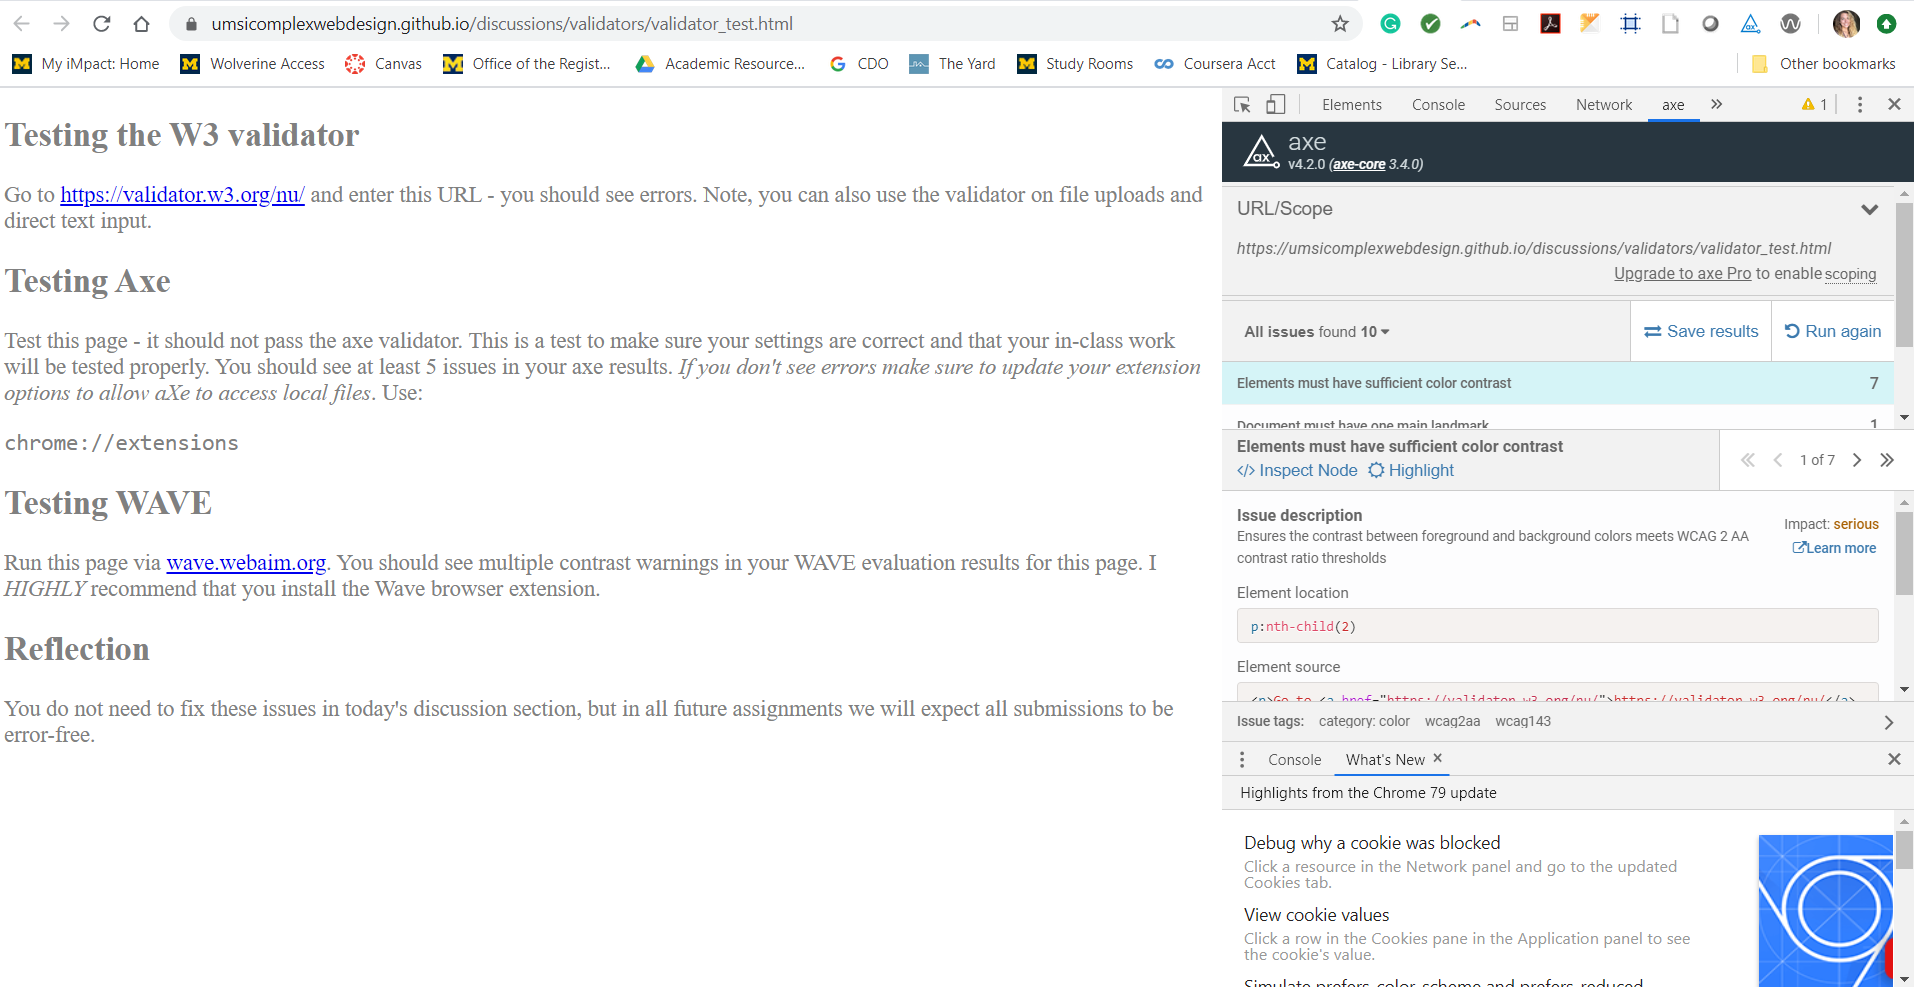 umsicomplexwebdesign.github.io/discussions/validators/validator_test.html
My iMpact: Home Wolverine Access Canvas Office of the Regist... Academic Resource... CDO The Yard Study Rooms Coursera Acct Catalog - Library Se... Other bookmarks
Testing the W3 validator
Go to https://validator.w3.org/nu/ and enter this URL - you should see errors. Note, you can also use the validator on file uploads and
direct text input.
Testing Axe
Test this page - it should not pass the axe validator. This is a test to make sure your settings are correct and that your in-class work
will be tested properly. You should see at least 5 issues in your axe results. If you don't see errors make sure to update your extension
options to allow aXe to access local files. Use:
chrome://extensions
Testing WAVE
Run this page via wave.webaim.org. You should see multiple contrast warnings in your WAVE evaluation results for this page. I
HIGHLY recommend that you install the Wave browser extension.
Reflection
You do not need to fix these issues in today's discussion section, but in all future assignments we will expect all submissions to be
error-free.
Elements Console Sources Network axe » 1
axe
v4.2.0 (axe-core 3.4.0)
URL/Scope
https://umsicomplexwebdesign.github.io/discussions/validators/validator_test.html
Upgrade to axe Pro to enable scoping
All issues found 10 Save results Run again
Elements must have sufficient color contrast 7
Document must have one main landmark 1
Elements must have sufficient color contrast
</> Inspect Node Highlight 1 of 7
Issue description
Impact: serious
Ensures the contrast between foreground and background colors meets WCAG 2 AA
contrast ratio thresholds
Learn more
Element location
p:nth-child(2)
Element source
<p>Go to <a href="https://validator.w3.org/nu/">https://validator.w3.org/nu/</a>
Issue tags: category: color wcag2aa wcag143
Console What's New
Highlights from the Chrome 79 update
Debug why a cookie was blocked
Click a resource in the Network panel and go to the updated
Cookies tab.
View cookie values
Click a row in the Cookies pane in the Application panel to see
the cookie's value.
Simulate prefers-color-scheme and prefers-reduced